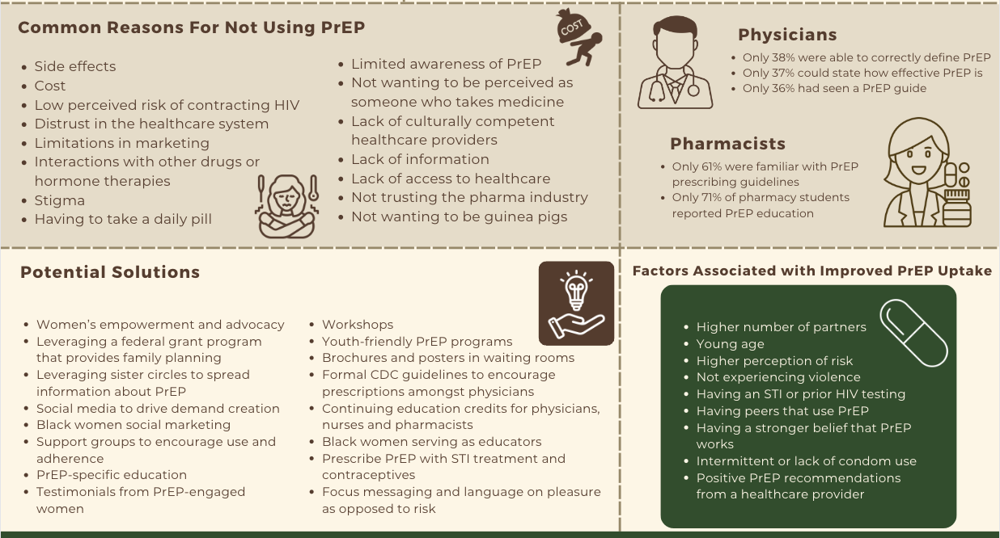 Common Reasons For Not Using PrEP
• Side effects
• Cost
• Low perceived risk of contracting HIV
• Distrust in the healthcare system
• Limitations in marketing
• Interactions with other drugs or
hormone therapies
• Stigma
• Having to take a daily pill
COST
• Limited awareness of PrEP
• Not wanting to be perceived as
someone who takes medicine
• Lack of culturally competent
healthcare providers
• Lack of information
• Lack of access to healthcare
• Not trusting the pharma industry
• Not wanting to be guinea pigs
Physicians
• Only 38% were able to correctly define PrEP
• Only 37% could state how effective PrEP is
• Only 36% had seen a PrEP guide
Pharmacists
• Only 61% were familiar with PrEP
prescribing guidelines
• Only 71% of pharmacy students
reported PrEP education
Potential Solutions
• Women's empowerment and advocacy
• Leveraging a federal grant program
that provides family planning
• Leveraging sister circles to spread
information about PrEP
• Social media to drive demand creation
• Black women social marketing
• Support groups to encourage use and
adherence
• PrEP-specific education
• Testimonials from PrEP-engaged
women
• Workshops
• Youth-friendly PrEP programs
• Brochures and posters in waiting rooms
• Formal CDC guidelines to encourage
prescriptions amongst physicians
• Continuing education credits for physicians,
nurses and pharmacists
• Black women serving as educators
• Prescribe PrEP with STI treatment and
contraceptives
• Focus messaging and language on pleasure
as opposed to risk
Factors Associated with Improved PrEP Uptake
• Higher number of partners
• Young age
• Higher perception of risk
• Not experiencing violence
• Having an STI or prior HIV testing
• Having peers that use PrEP
• Having a stronger belief that PrEP
works
• Intermittent or lack of condom use
• Positive PrEP recommendations
from a healthcare provider